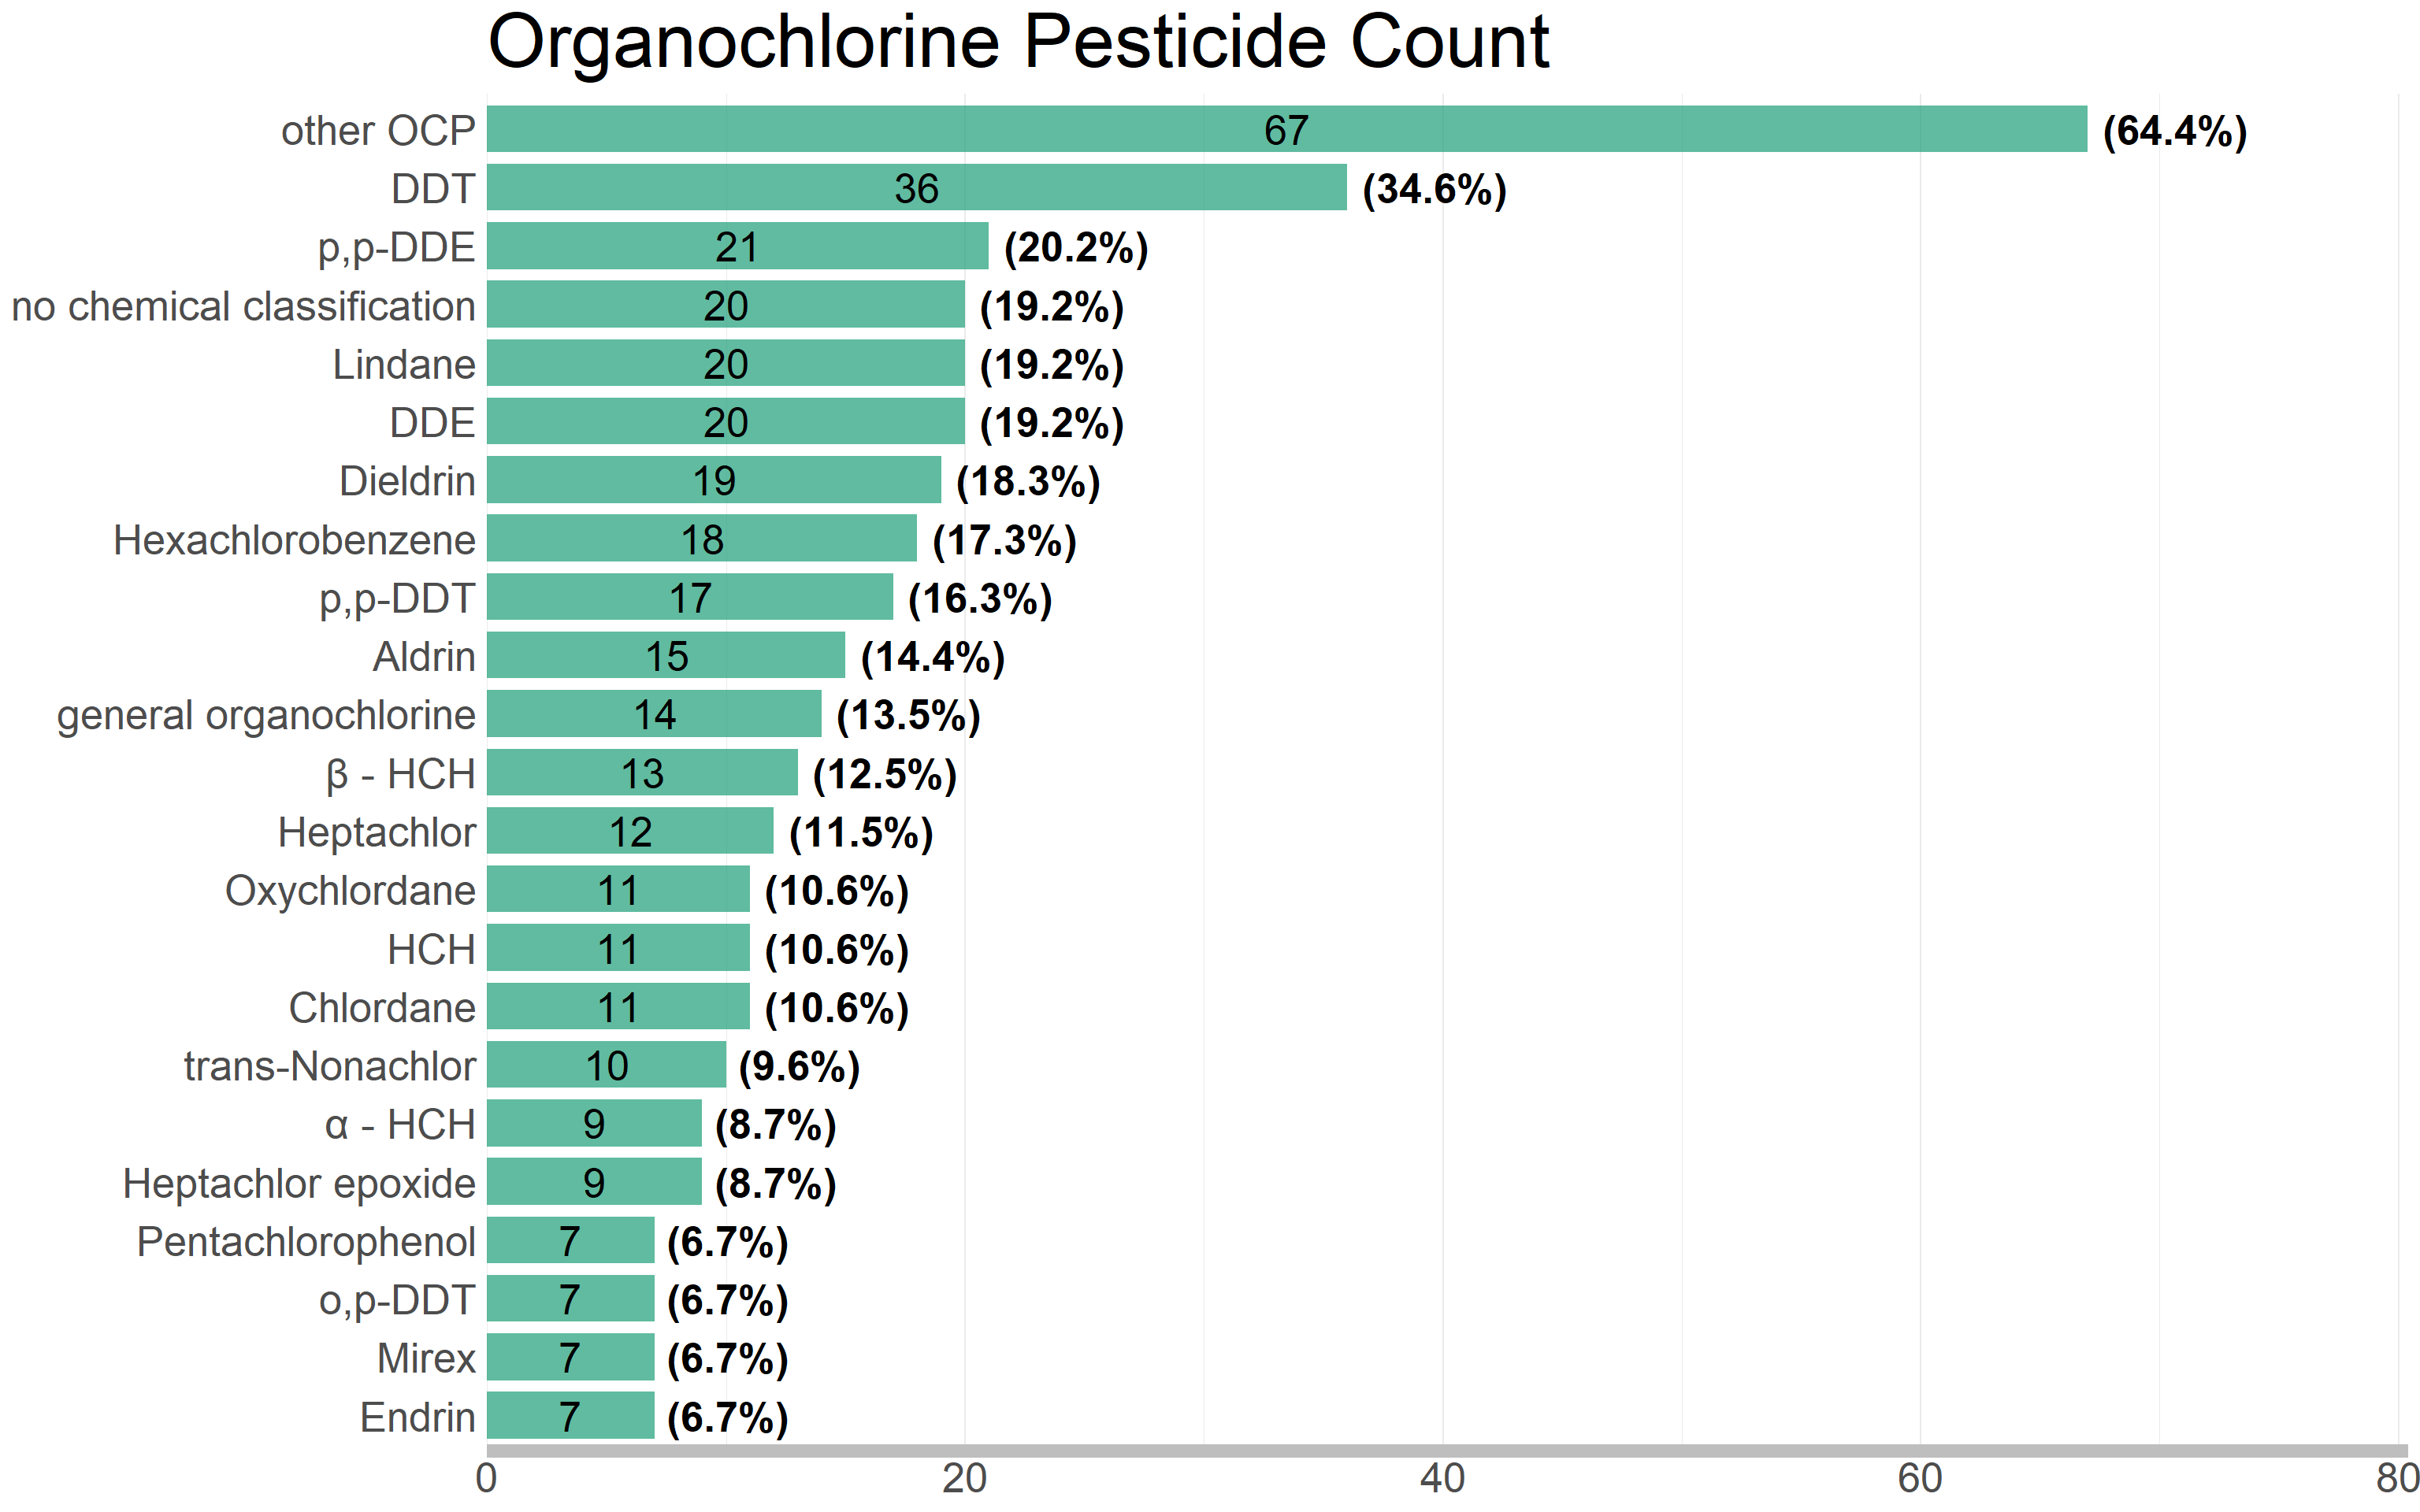 Organochlorine Pesticide Count
other OCP 67 (64.4%)
DDT 36 (34.6%)
p,p-DDE 21 (20.2%)
no chemical classification 20 (19.2%)
Lindane 20 (19.2%)
DDE 20 (19.2%)
Dieldrin 19 (18.3%)
Hexachlorobenzene 18 (17.3%)
p,p-DDT 17 (16.3%)
Aldrin 15 (14.4%)
general organochlorine 14 (13.5%)
β - HCH 13 (12.5%)
Heptachlor 12 (11.5%)
Oxychlordane 11 (10.6%)
HCH 11 (10.6%)
Chlordane 11 (10.6%)
trans-Nonachlor 10 (9.6%)
α - HCH 9 (8.7%)
Heptachlor epoxide 9 (8.7%)
Pentachlorophenol 7 (6.7%)
o,p-DDT 7 (6.7%)
Mirex 7 (6.7%)
Endrin 7 (6.7%)
0 20 40 60 80